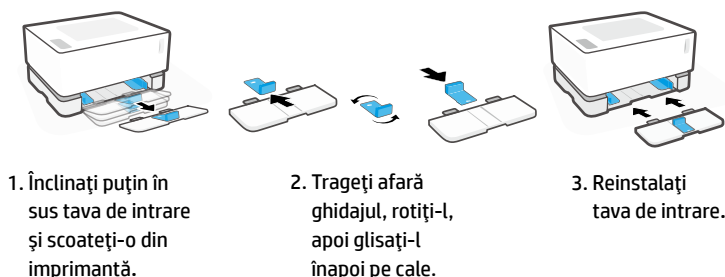 1. Înclinaţi puţin în
sus tava de intrare
şi scoateţi-o din
imprimantă.
2. Trageţi afară
ghidajul, rotiţi-l,
apoi glisaţi-l
înapoi pe cale.
3. Reinstalaţi
tava de intrare.